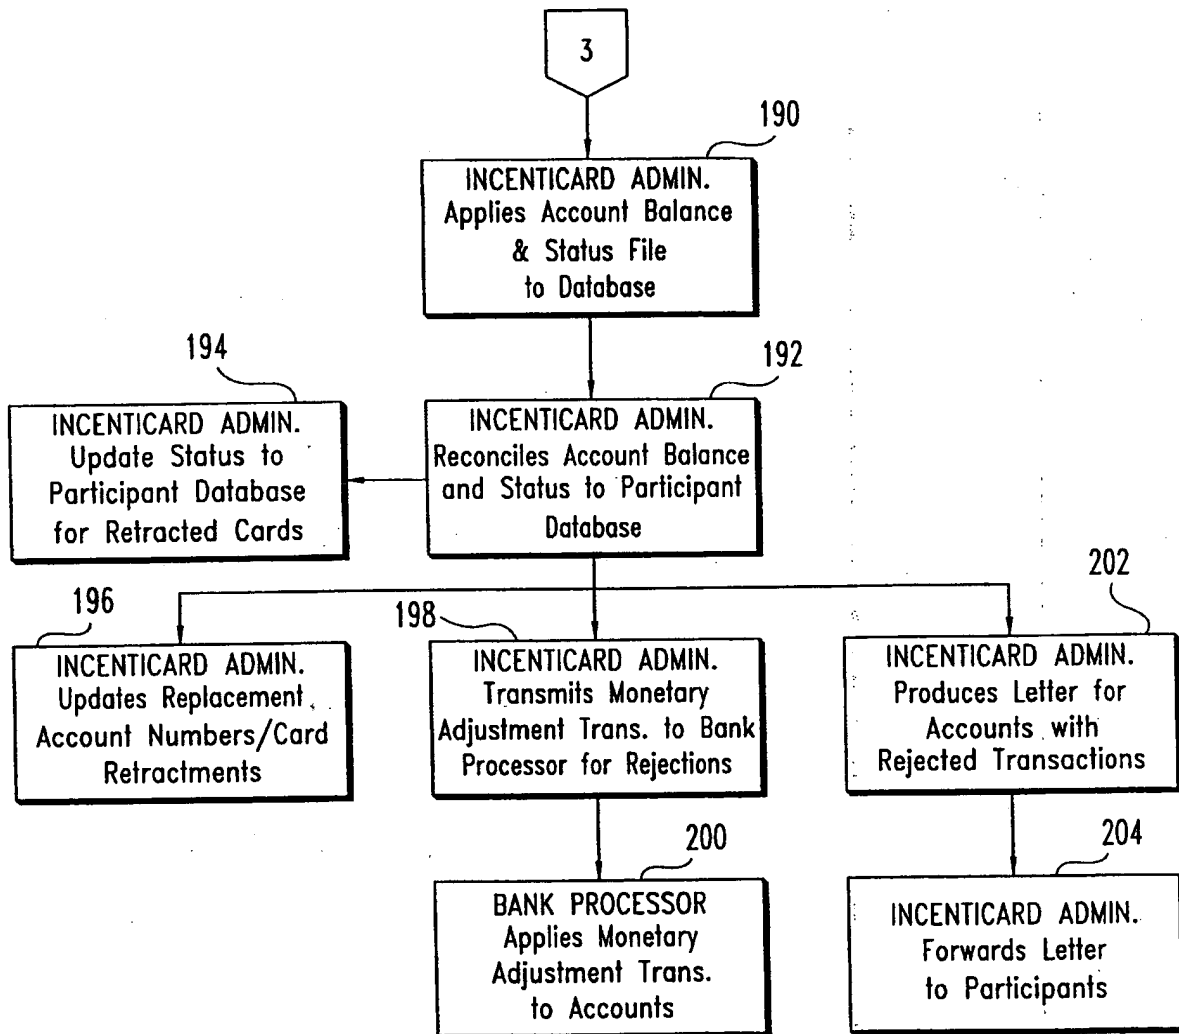 3
190
INCENTICARD ADMIN.
Applies Account Balance
& Status File
to Database
194
INCENTICARD ADMIN.
Update Status to
Participant Database
for Retracted Cards
192
INCENTICARD ADMIN.
Reconciles Account Balance
and Status to Participant
Database
196
INCENTICARD ADMIN.
Updates Replacement
Account Numbers/Card
Retractments
198
INCENTICARD ADMIN.
Transmits Monetary
Adjustment Trans. to Bank
Processor for Rejections
202
INCENTICARD ADMIN.
Produces Letter for
Accounts with
Rejected Transactions
200
BANK PROCESSOR
Applies Monetary
Adjustment Trans.
to Accounts
204
INCENTICARD ADMIN.
Forwards Letter
to Participants